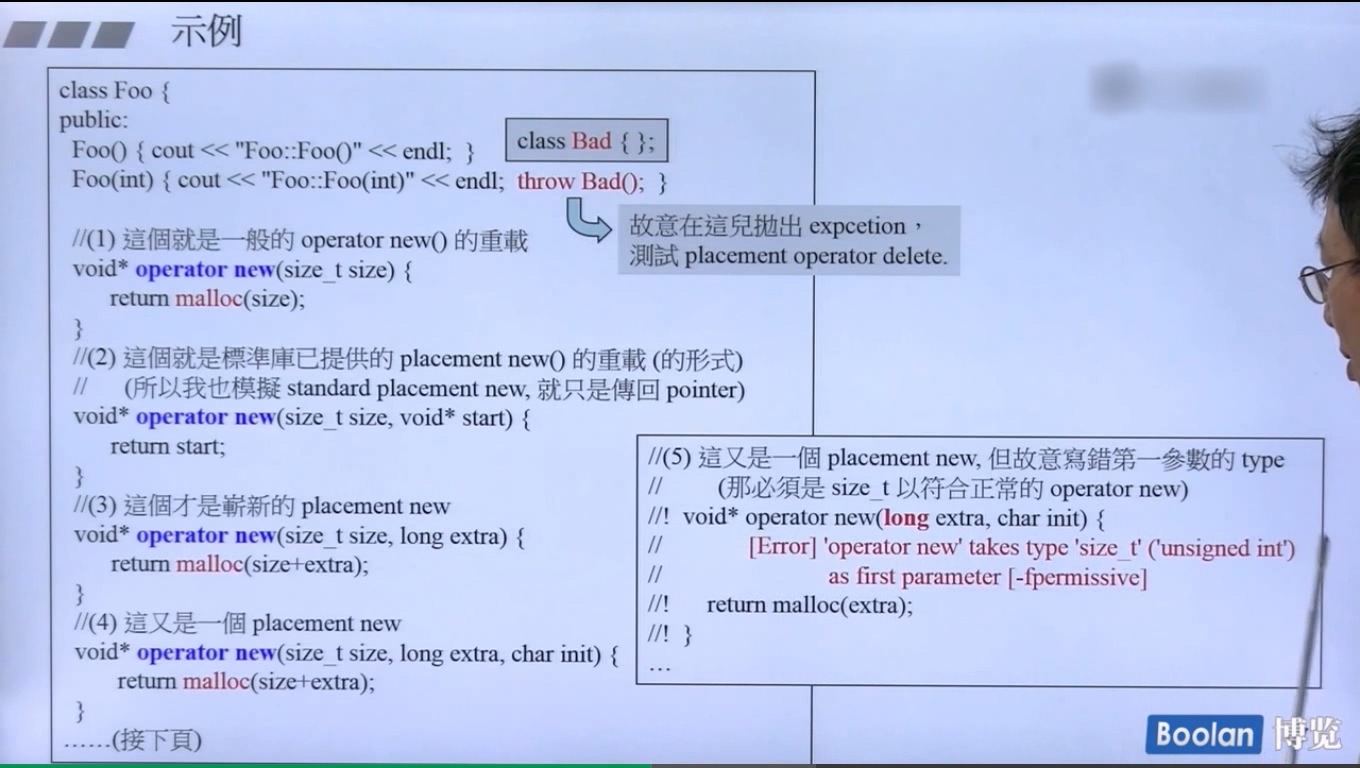 示例
class Foo {
public:
Foo() { cout << "Foo::Foo()" << endl; }
class Bad { };
Foo(int) { cout << "Foo::Foo(int)" << endl; throw Bad(); }
故意在這兒拋出 expcetion，
測試 placement operator delete.
//(1) 這個就是一般的 operator new() 的重載
void* operator new(size_t size) {
return malloc(size);
}
//(2) 這個就是標準庫已提供的 placement new() 的重載 (的形式)
// (所以我也模擬 standard placement new, 就只是傳回 pointer)
void* operator new(size_t size, void* start) {
return start;
}
//(3) 這個才是嶄新的 placement new
void* operator new(size_t size, long extra) {
return malloc(size+extra);
}
//(4) 這又是一個 placement new
void* operator new(size_t size, long extra, char init) {
return malloc(size+extra);
}
......(接下頁)
//(5) 這又是一個 placement new, 但故意寫錯第一參數的 type
// (那必須是 size_t 以符合正常的 operator new)
//! void* operator new(long extra, char init) {
// [Error] 'operator new' takes type 'size_t' ('unsigned int')
// as first parameter [-fpermissive]
//! return malloc(extra);
//! }
...
Boolan 博览